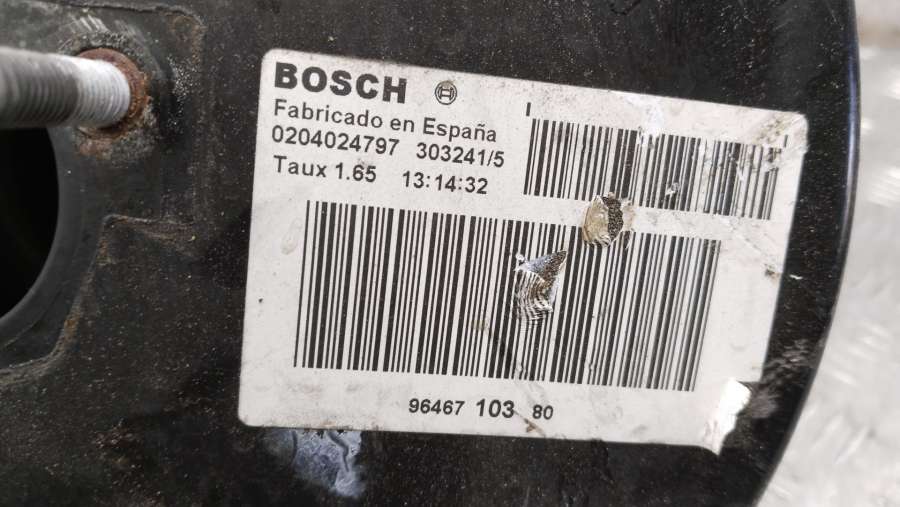 BOSCH
Fabricado en España
0204024797 303241/5
Taux 1.65 13:14:32
96467 103 80